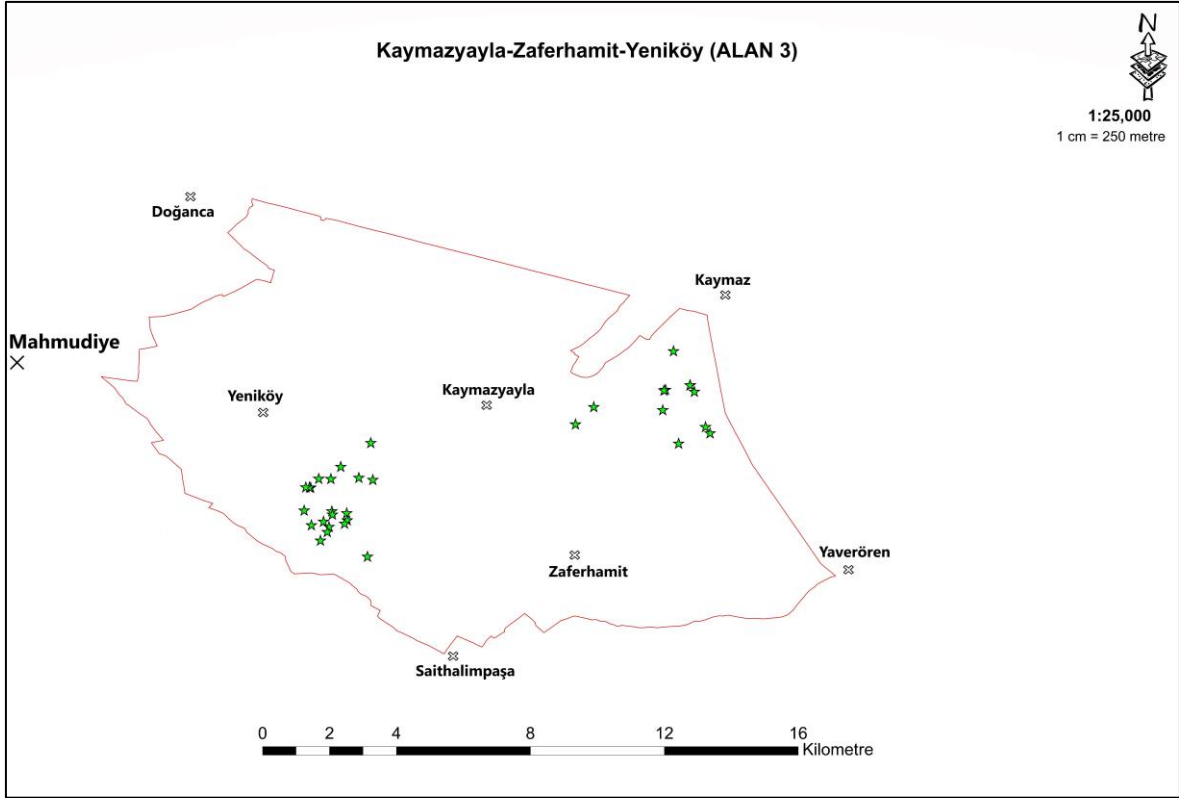 Kaymazyayla-Zaferhamit-Yeniköy (ALAN 3)
N
1:25,000
1 cm = 250 metre
Doğanca
Kaymaz
Mahmudiye
Yeniköy
Kaymazyayla
Yaverören
Zaferhamit
Saithalimpaşa
0 2 4 8 12 16
Kilometre